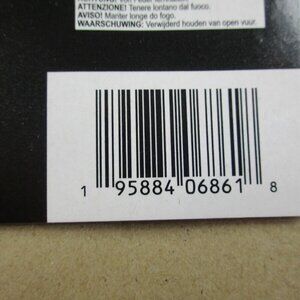 ATTENZIONE! Tenere lontano dal fuoco.
AVISO! Manter longe do fogo.
WAARSCHUWING: Verwijderd houden van open vuur.
1 95884 06861 8